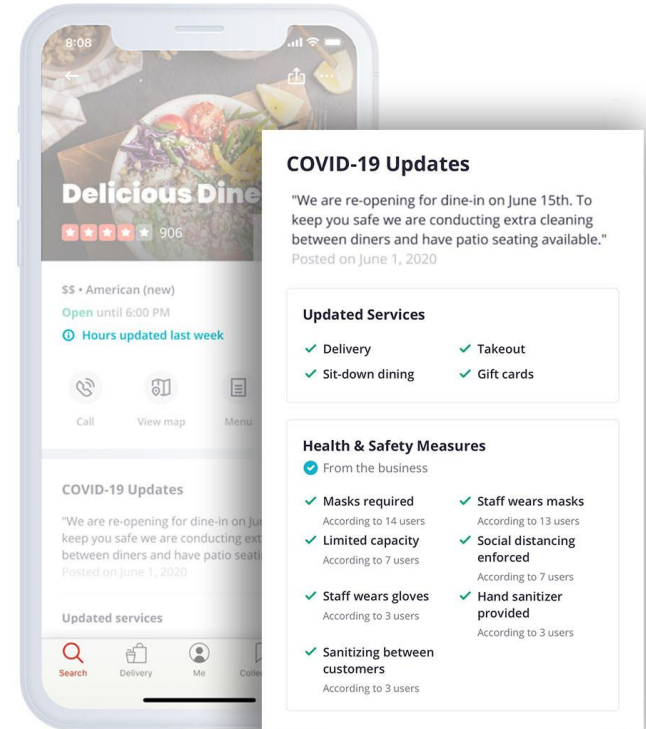 8:08
Delicious Dine
906
$$ • American (new)
Open until 6:00 PM
Hours updated last week
Call
View map
Menu
COVID-19 Updates
"We are re-opening for dine-in on Ju
keep you safe we are conducting ext
between diners and have patio seati
Posted on June 1, 2020
Updated services
Search
Delivery
Me
Colle
COVID-19 Updates
"We are re-opening for dine-in on June 15th. To
keep you safe we are conducting extra cleaning
between diners and have patio seating available."
Posted on June 1, 2020
Updated Services
Delivery
Takeout
Sit-down dining
Gift cards
Health & Safety Measures
From the business
Masks required
According to 14 users
Staff wears masks
According to 13 users
Limited capacity
According to 7 users
Social distancing
enforced
According to 7 users
Staff wears gloves
According to 3 users
Hand sanitizer
provided
According to 3 users
Sanitizing between
customers
According to 3 users